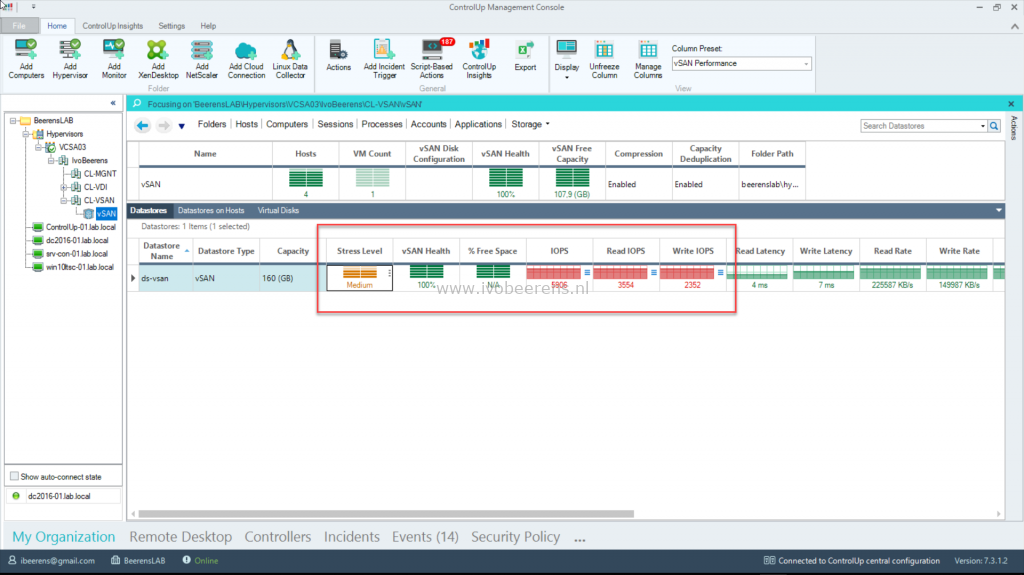 ControlUp Management Console
File Home ControlUp Insights Settings Help
Add Computers
Add Hypervisor
Add Monitor
Add XenDesktop
Add NetScaler
Add Cloud Connection
Linux Data Collector
Folder
Actions
Add Incident Trigger
187
Script-Based Actions
ControlUp Insights
Export
General
Display
Unfreeze Column
Manage Columns
Column Preset:
vSAN Performance
View
«
BeerensLAB
Hypervisors
VCSA03
IvoBeerens
CL-MGNT
CL-VDI
CL-VSAN
vSAN
ControlUp-01.lab.local
dc2016-01.lab.local
srv-con-01.lab.local
win10ltsc-01.lab.local
Show auto-connect state
dc2016-01.lab.local
Focusing on 'BeerensLAB\Hypervisors\VCSA03\IvoBeerens\CL-VSAN\vSAN'
Folders Hosts Computers Sessions Processes Accounts Applications Storage
Search Datastores
Actions
Name Hosts VM Count vSAN Disk Configuration vSAN Health vSAN Free Capacity Compression Capacity Deduplication Folder Path
vSAN 4 1 100% 107,9 (GB) Enabled Enabled beerenslab\hy...
Datastores Datastores on Hosts Virtual Disks
Datastores: 1 Items (1 selected)
Datastore Name Datastore Type Capacity Stress Level vSAN Health % Free Space IOPS Read IOPS Write IOPS Read Latency Write Latency Read Rate Write Rate
ds-vsan vSAN 160 (GB) Medium 100% N/A 5906 3554 2352 4 ms 7 ms 225587 KB/s 149987 KB/s
www.ivobeerens.nl
My Organization Remote Desktop Controllers Incidents Events (14) Security Policy ...
ibeerens@gmail.com BeerensLAB Online Connected to ControlUp central configuration Version: 7.3.1.2